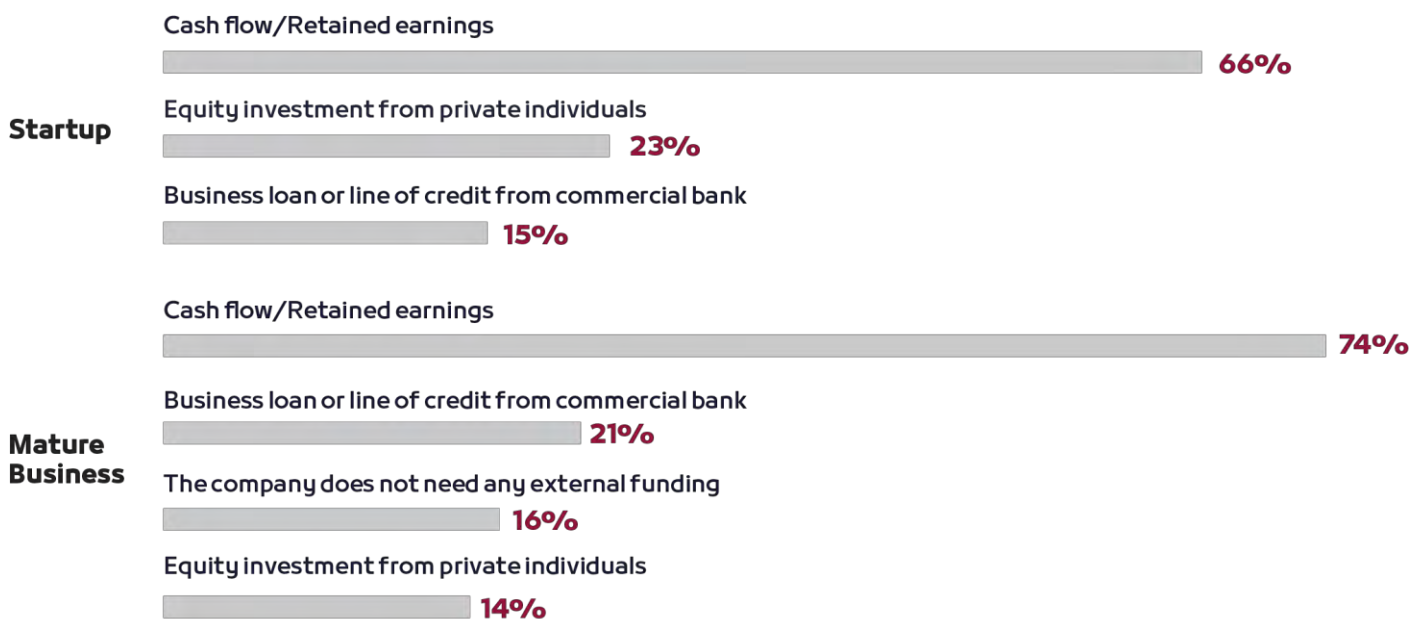 Startup
Cash flow/Retained earnings
66%
Equity investment from private individuals
23%
Business loan or line of credit from commercial bank
15%
Mature
Business
Cash flow/Retained earnings
74%
Business loan or line of credit from commercial bank
21%
The company does not need any external funding
16%
Equity investment from private individuals
14%